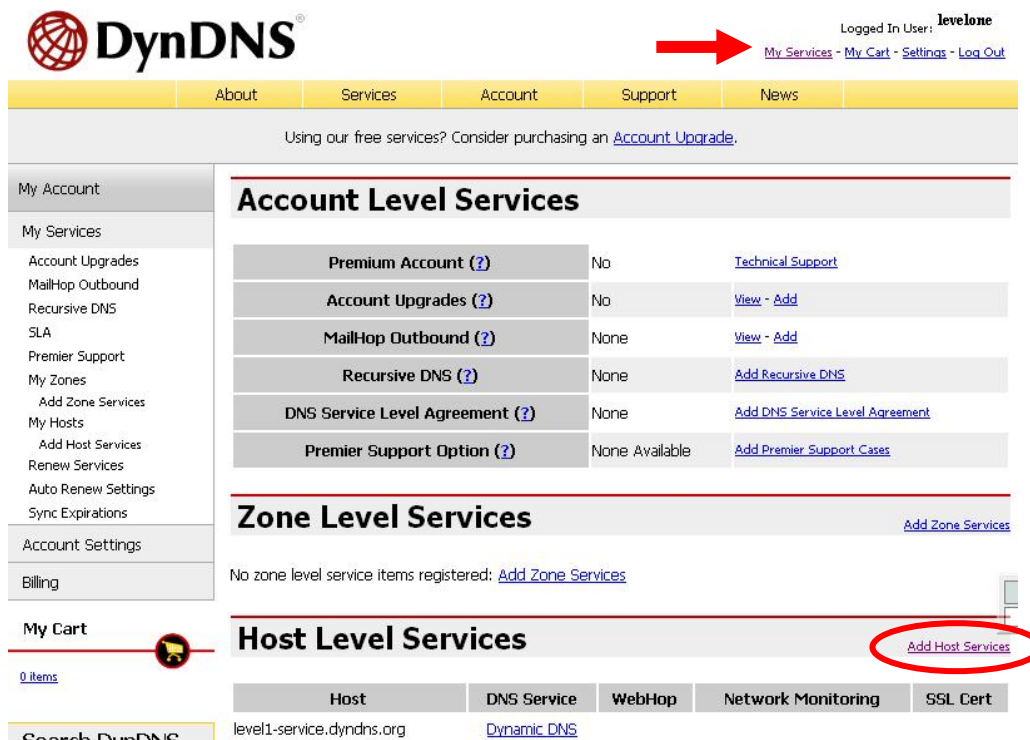 DynDNS®
Logged In User: levelone
My Services - My Cart - Settings - Log Out
About Services Account Support News
Using our free services? Consider purchasing an Account Upgrade.
My Account
My Services
Account Upgrades
MailHop Outbound
Recursive DNS
SLA
Premier Support
My Zones
Add Zone Services
My Hosts
Add Host Services
Renew Services
Auto Renew Settings
Sync Expirations
Account Settings
Billing
My Cart
0 items
Search DynDNS
Account Level Services
Premium Account (?) No Technical Support
Account Upgrades (?) No View - Add
MailHop Outbound (?) None View - Add
Recursive DNS (?) None Add Recursive DNS
DNS Service Level Agreement (?) None Add DNS Service Level Agreement
Premier Support Option (?) None Available Add Premier Support Cases
Zone Level Services Add Zone Services
No zone level service items registered: Add Zone Services
Host Level Services Add Host Services
Host DNS Service WebHop Network Monitoring SSL Cert
level1-service.dyndns.org Dynamic DNS